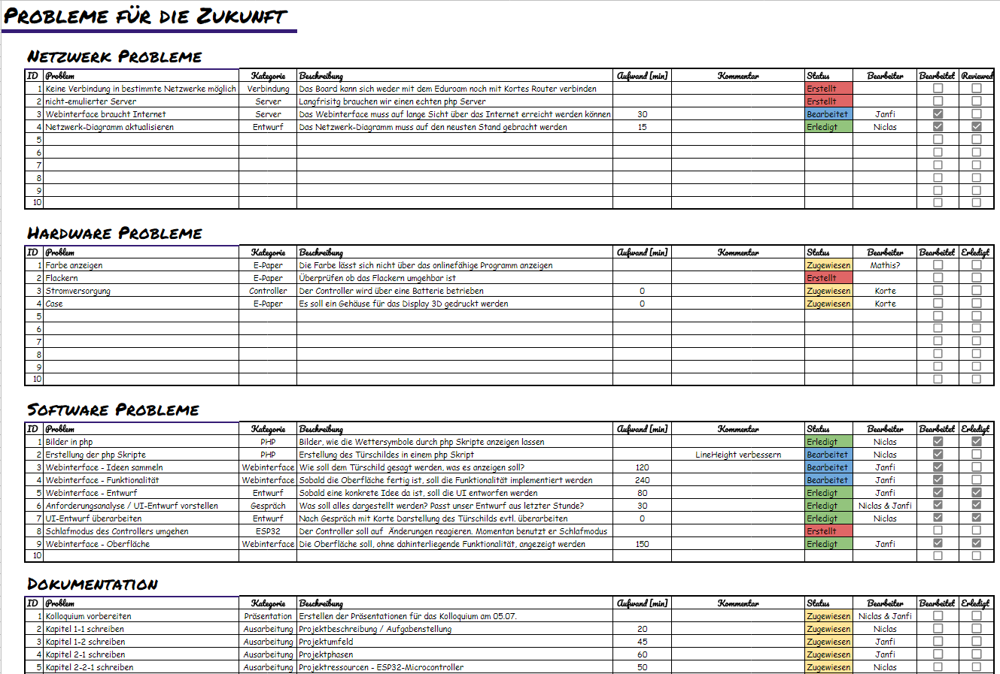 Probleme für die Zukunft
Netzwerk Probleme
ID Problem Kategorie Beschreibung Aufwand [min] Kommentar Status Bearbeiter Bearbeitet Reviewed
1 Keine Verbindung in bestimmte Netzwerke möglich Verbindung Das Board kann sich weder mit dem Eduroam noch mit Kortes Router verbinden Erstellt
2 nicht-emulierter Server Server Langfrisitg brauchen wir einen echten php Server Erstellt
3 Webinterface braucht Internet Server Das Webinterface muss auf lange Sicht über das Internet erreicht werden können 30 Bearbeitet Janfi
4 Netzwerk-Diagramm aktualisieren Entwurf Das Netzwerk-Diagramm muss auf den neusten Stand gebracht werden 15 Erledigt Niclas
5
6
7
8
9
10
Hardware Probleme
ID Problem Kategorie Beschreibung Aufwand [min] Kommentar Status Bearbeiter Bearbeitet Erledigt
1 Farbe anzeigen E-Paper Die Farbe lässt sich nicht über das onlinefähige Programm anzeigen Zugewiesen Mathis?
2 Flackern E-Paper Überprüfen ob das Flackern umgehbar ist Erstellt
3 Stromversorgung Controller Der Controller wird über eine Batterie betrieben 0 Zugewiesen Korte
4 Case E-Paper Es soll ein Gehäuse für das Display 3D gedruckt werden 0 Zugewiesen Korte
5
6
7
8
9
10
Software Probleme
ID Problem Kategorie Beschreibung Aufwand [min] Kommentar Status Bearbeiter Bearbeitet Erledigt
1 Bilder in php PHP Bilder, wie die Wettersymbole durch php Skripte anzeigen lassen Erledigt Niclas
2 Erstellung der php Skripte PHP Erstellung des Türschildes in einem php Skript LineHeight verbessern Bearbeitet Niclas
3 Webinterface - Ideen sammeln Webinterface Wie soll dem Türschild gesagt werden, was es anzeigen soll? 120 Bearbeitet Janfi
4 Webinterface - Funktionalität Webinterface Sobald die Oberfläche fertig ist, soll die Funktionalität implementiert werden 240 Bearbeitet Janfi
5 Webinterface - Entwurf Entwurf Sobald eine konkrete Idee da ist, soll die UI entworfen werden 80 Erledigt Janfi
6 Anforderungsanalyse / UI-Entwurf vorstellen Gespräch Was soll alles dargestellt werden? Passt unser Entwurf aus letzter Stunde? 30 Erledigt Niclas & Janfi
7 UI-Entwurf überarbeiten Entwurf Nach Gespräch mit Korte Darstellung des Türschilds evtl. überarbeiten 0 Erledigt Niclas
8 Schlafmodus des Controllers umgehen ESP32 Der Controller soll auf Änderungen reagieren. Momentan benutzt er Schlafmodus Erstellt
9 Webinterface - Oberfläche Webinterface Die Oberfläche soll, ohne dahinterliegende Funktionalität, angezeigt werden 150 Erledigt Janfi
10
Dokumentation
ID Problem Kategorie Beschreibung Aufwand [min] Kommentar Status Bearbeiter Bearbeitet Erledigt
1 Kolloquium vorbereiten Präsentation Erstellen der Präsentationen für das Kolloquium am 05.07. Zugewiesen Niclas & Janfi
2 Kapitel 1-1 schreiben Ausarbeitung Projektbeschreibung / Aufgabenstellung 20 Zugewiesen Niclas
3 Kapitel 1-2 schreiben Ausarbeitung Projektumfeld 45 Zugewiesen Janfi
4 Kapitel 2-1 schreiben Ausarbeitung Projektphasen 60 Zugewiesen Janfi
5 Kapitel 2-2-1 schreiben Ausarbeitung Projektressourcen - ESP32-Microcontroller 50 Zugewiesen Niclas